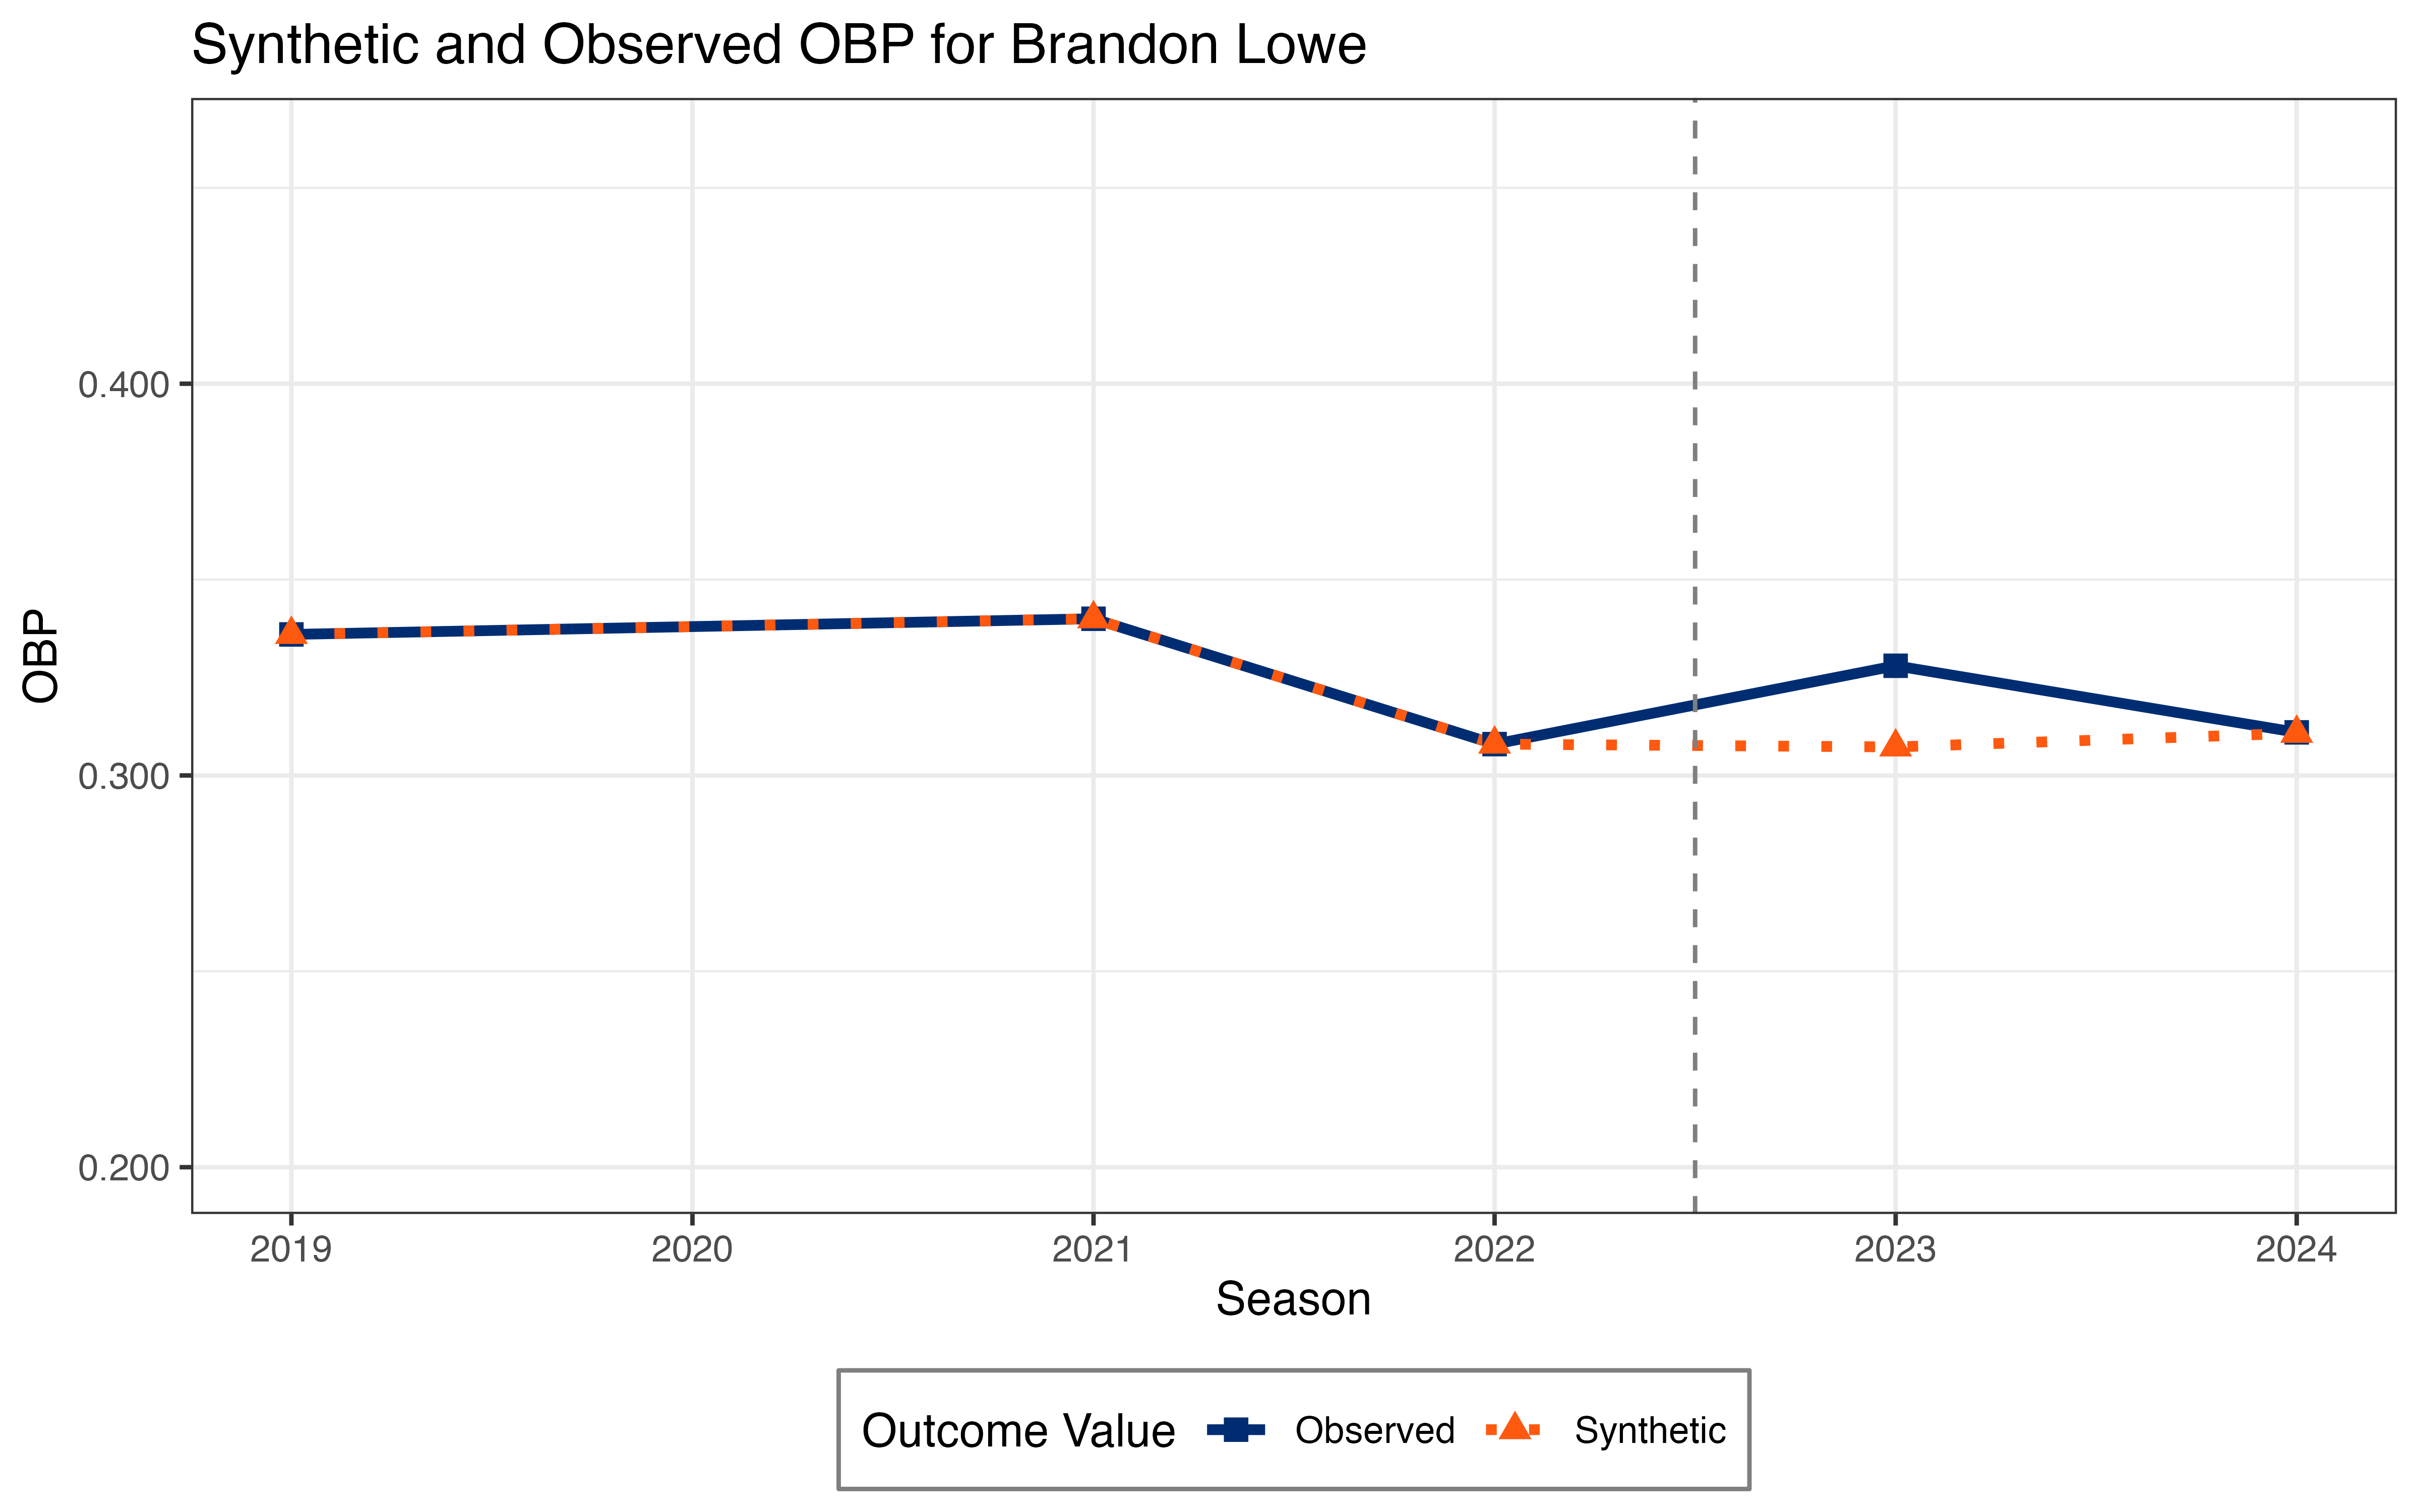 Synthetic and Observed OBP for Brandon Lowe
0.400
0.300
0.200
OBP
2019 2020 2021 2022 2023 2024
Season
Outcome Value Observed Synthetic